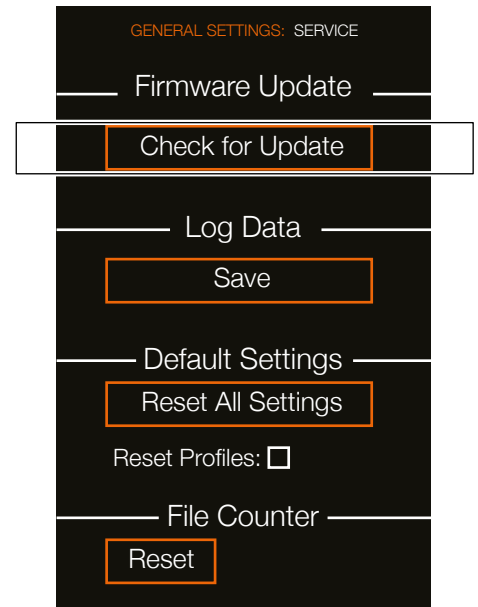 GENERAL SETTINGS: SERVICE
Firmware Update
Check for Update
Log Data
Save
Default Settings
Reset All Settings
Reset Profiles:
File Counter
Reset